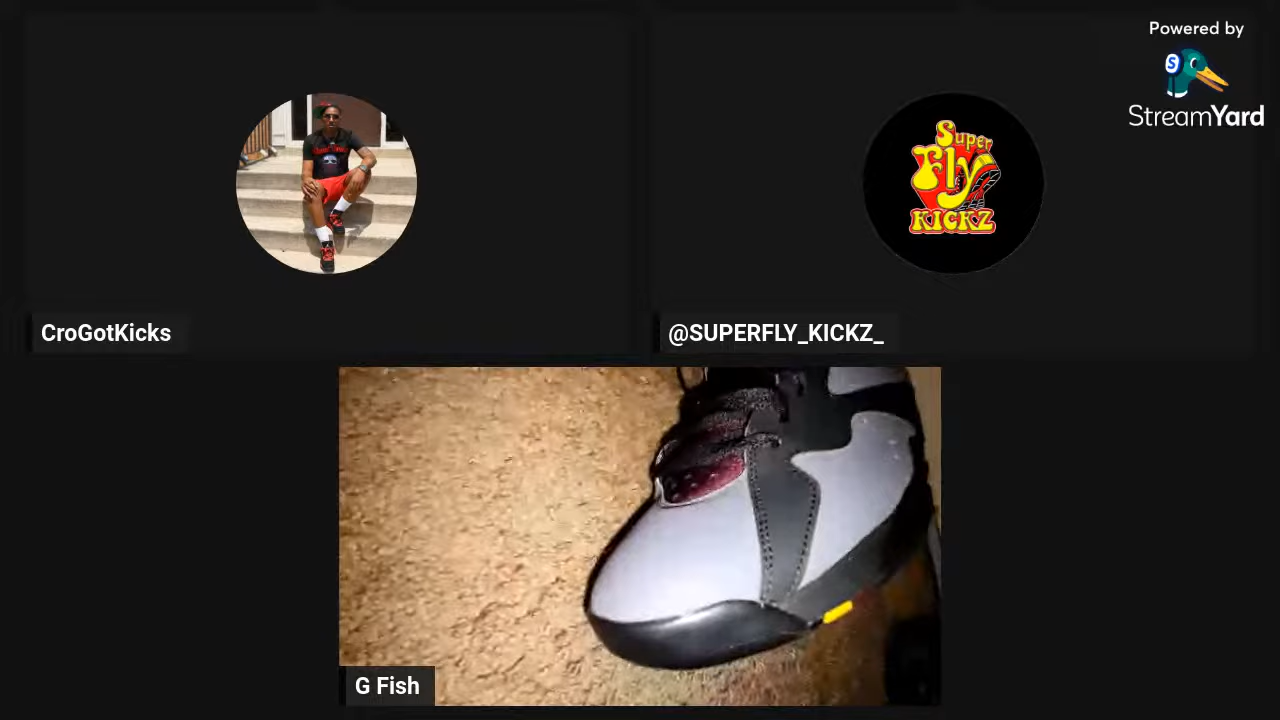 Powered by
S
StreamYard
Super
Fly
KICKZ
CroGotKicks
@SUPERFLY_KICKZ_
G Fish